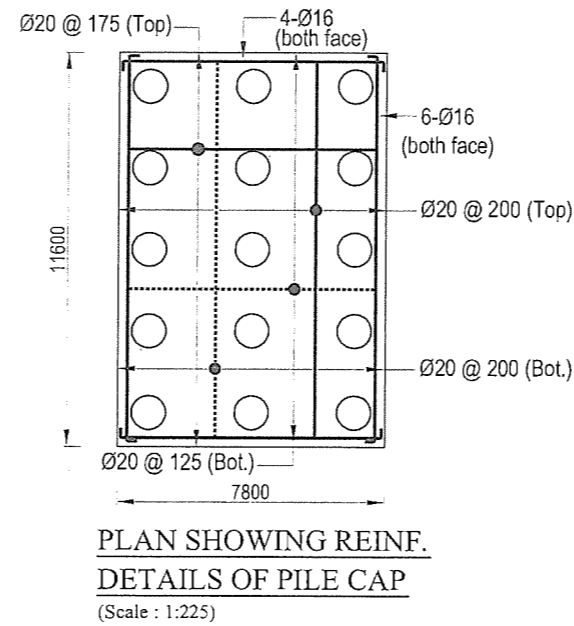 Ø20 @ 175 (Top)
4-Ø16
(both face)
6-Ø16
(both face)
Ø20 @ 200 (Top)
11600
Ø20 @ 200 (Bot.)
Ø20 @ 125 (Bot.)
7800
PLAN SHOWING REINF.
DETAILS OF PILE CAP
(Scale : 1:225)